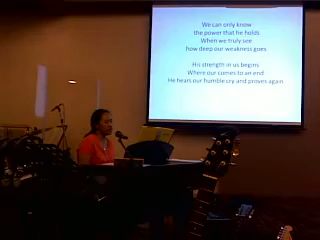 We can only know
the power that he holds
When we truly see
how deep our weakness goes
His strength in us begins
Where our comes to an end
He hears our humble cry and proves again